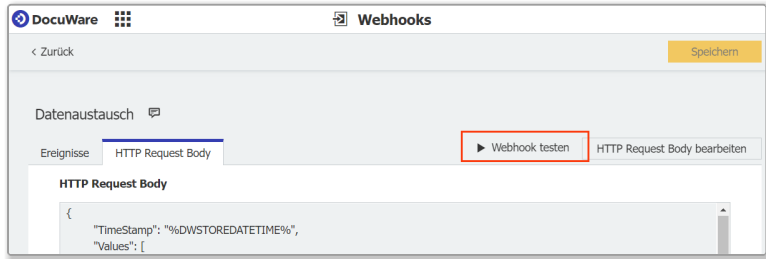 DocuWare Webhooks
< Zurück Speichern
Datenaustausch
Ereignisse HTTP Request Body Webhook testen HTTP Request Body bearbeiten
HTTP Request Body
{
"TimeStamp": "%DWSTOREDATETIME%",
"Values": [